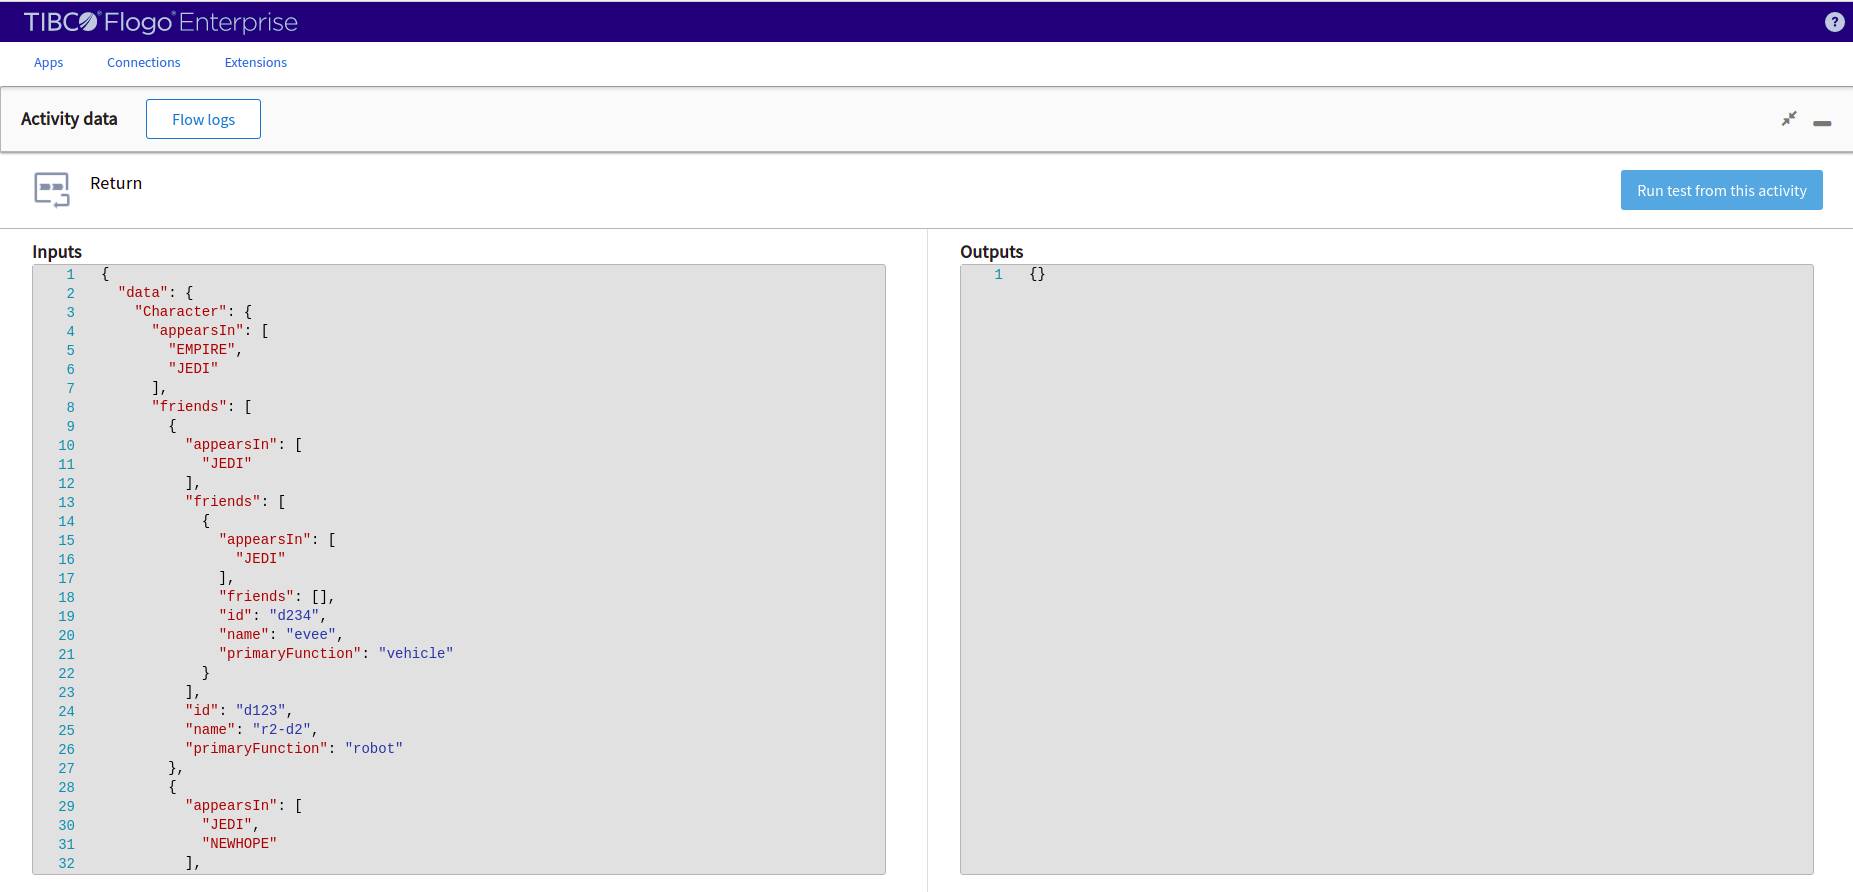 TIBCO® Flogo® Enterprise
?
Apps Connections Extensions
Activity data Flow logs
Return Run test from this activity
Inputs
1 {
2   "data": {
3     "Character": {
4       "appearsIn": [
5         "EMPIRE",
6         "JEDI"
7       ],
8       "friends": [
9         {
10           "appearsIn": [
11             "JEDI"
12           ],
13           "friends": [
14             {
15               "appearsIn": [
16                 "JEDI"
17               ],
18               "friends": [],
19               "id": "d234",
20               "name": "evee",
21               "primaryFunction": "vehicle"
22             }
23           ],
24           "id": "d123",
25           "name": "r2-d2",
26           "primaryFunction": "robot"
27         },
28         {
29           "appearsIn": [
30             "JEDI",
31             "NEWHOPE"
32           ],
Outputs
1 {}